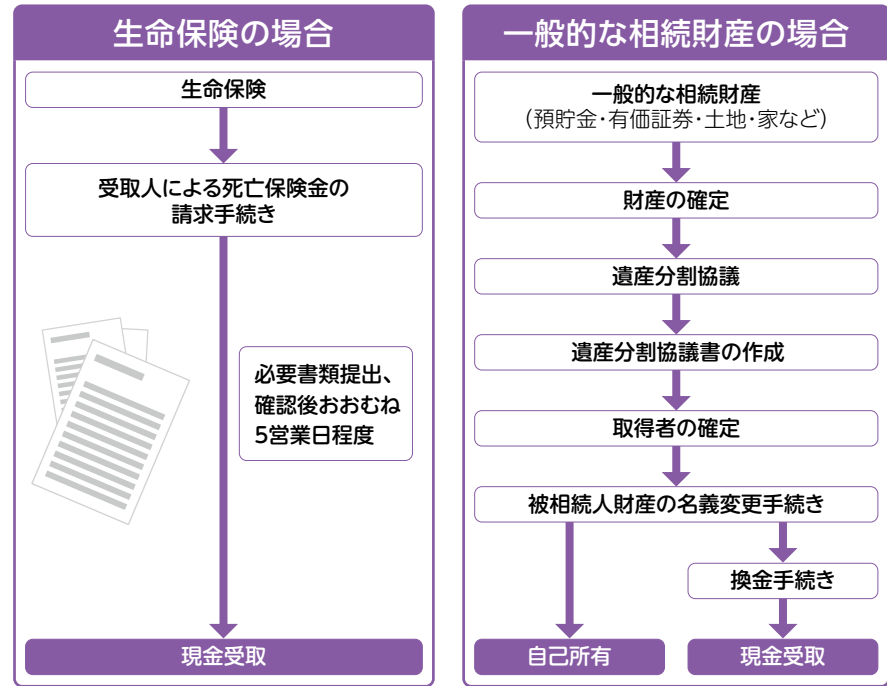 生命保険の場合
生命保険
受取人による死亡保険金の
請求手続き
必要書類提出、
確認後おおむね
5営業日程度
現金受取
一般的な相続財産の場合
一般的な相続財産
（預貯金・有価証券・土地・家など）
財産の確定
遺産分割協議
遺産分割協議書の作成
取得者の確定
被相続人財産の名義変更手続き
換金手続き
自己所有
現金受取